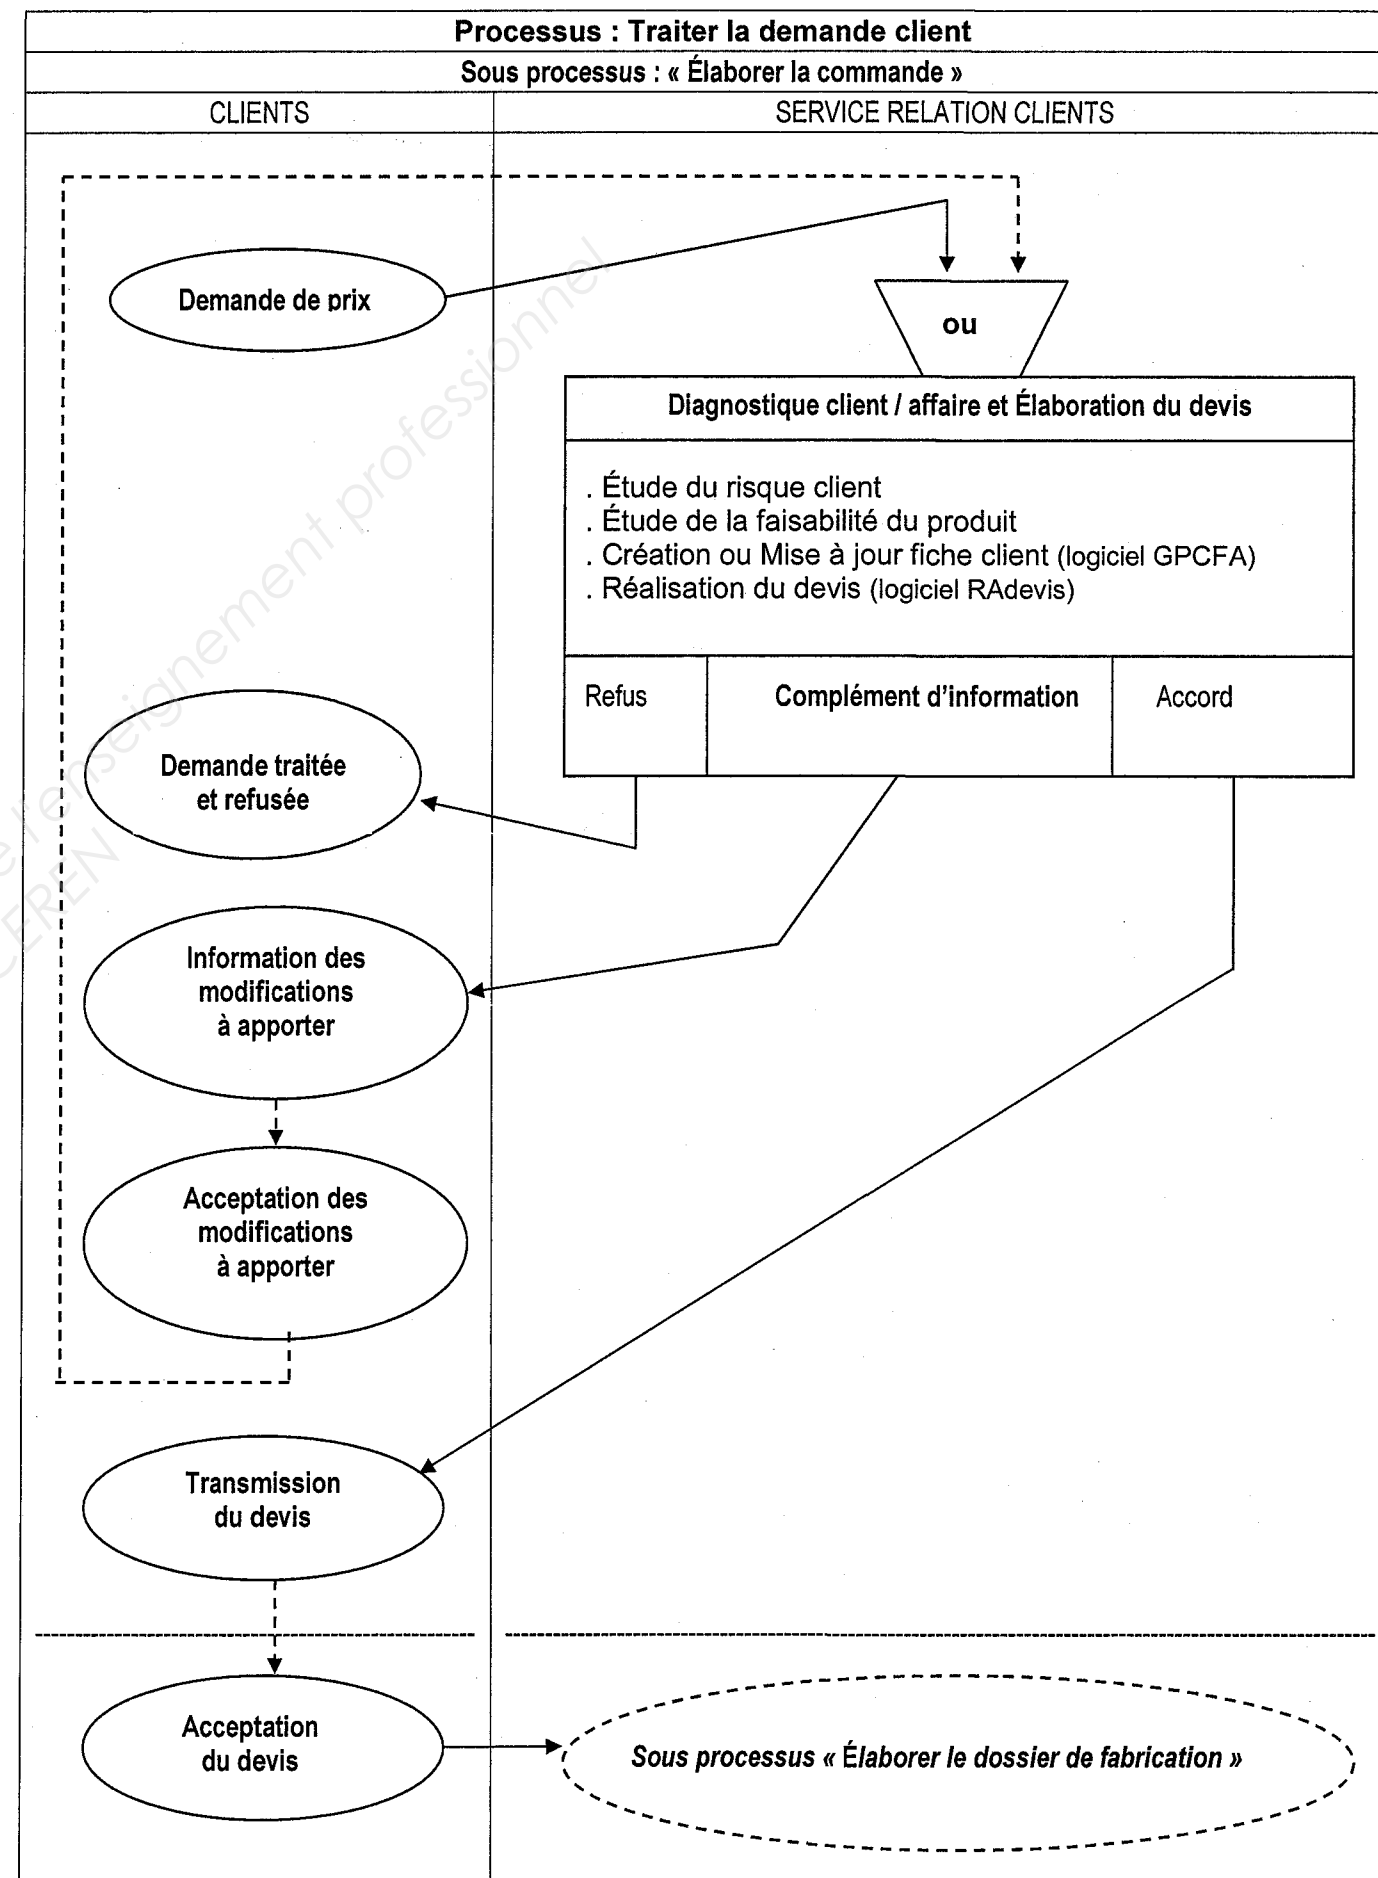 Processus : Traiter la demande client
Sous processus : « Élaborer la commande »
CLIENTS
SERVICE RELATION CLIENTS
Demande de prix
ou
Diagnostique client / affaire et Élaboration du devis
. Étude du risque client
. Étude de la faisabilité du produit
. Création ou Mise à jour fiche client (logiciel GPCFA)
. Réalisation du devis (logiciel RAdevis)
Refus
Complément d'information
Accord
Demande traitée
et refusée
Information des
modifications
à apporter
Acceptation des
modifications
à apporter
Transmission
du devis
Acceptation
du devis
Sous processus « Élaborer le dossier de fabrication »
e l'enseignement professionnel
CEREN